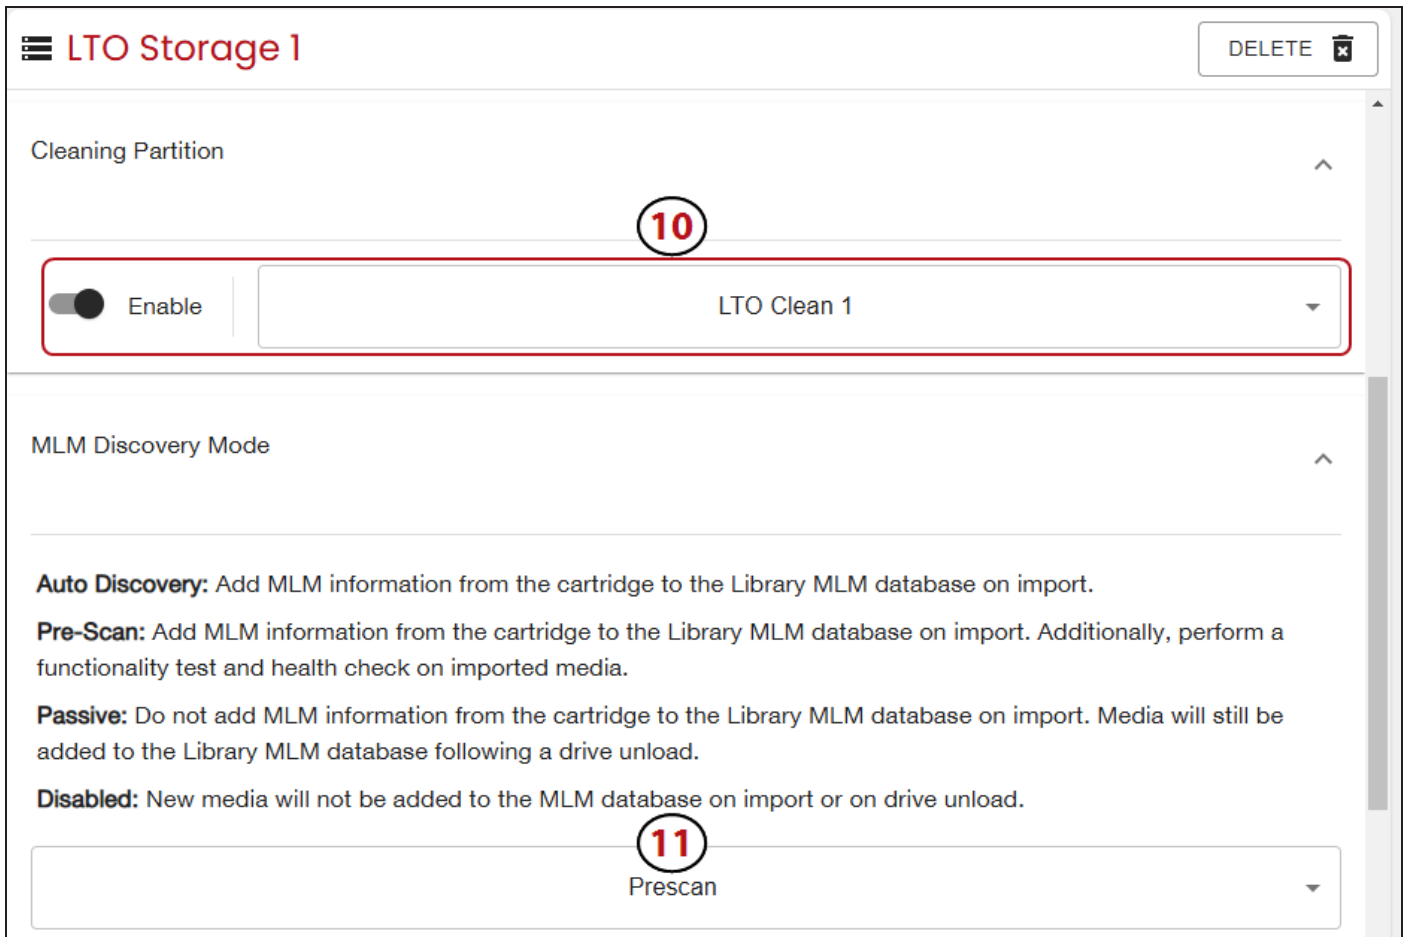 LTO Storage 1
DELETE
Cleaning Partition
10
Enable
LTO Clean 1
MLM Discovery Mode
Auto Discovery: Add MLM information from the cartridge to the Library MLM database on import.
Pre-Scan: Add MLM information from the cartridge to the Library MLM database on import. Additionally, perform a
functionality test and health check on imported media.
Passive: Do not add MLM information from the cartridge to the Library MLM database on import. Media will still be
added to the Library MLM database following a drive unload.
Disabled: New media will not be added to the MLM database on import or on drive unload.
11
Prescan